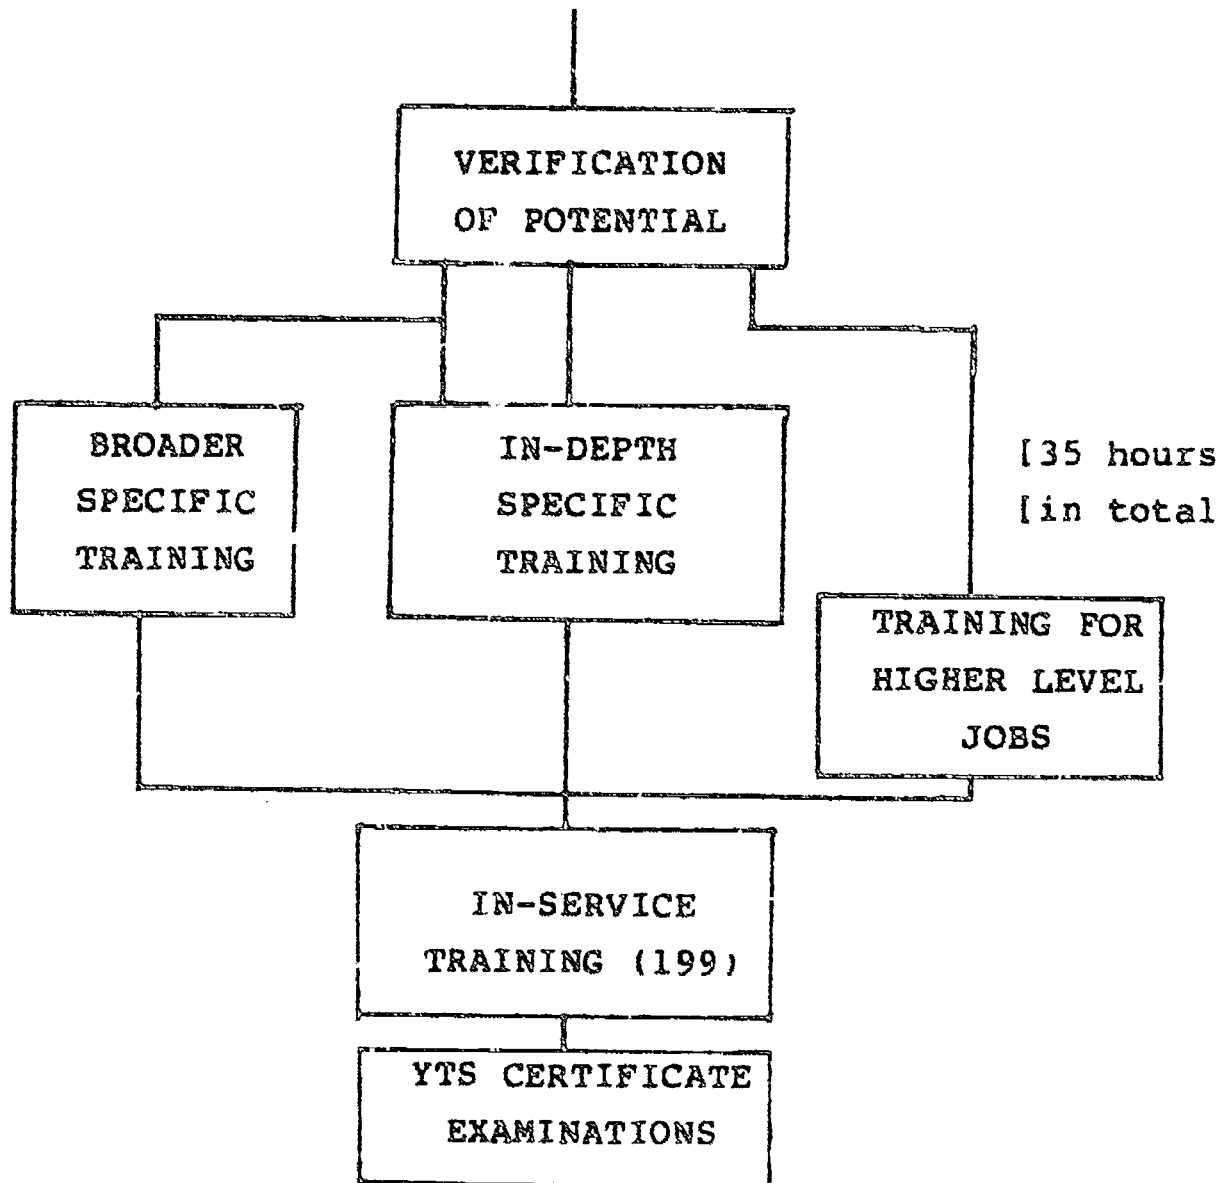 VERIFICATION
OF POTENTIAL
BROADER
SPECIFIC
TRAINING
IN-DEPTH
SPECIFIC
TRAINING
[35 hours
[in total
TRAINING FOR
HIGHER LEVEL
JOBS
IN-SERVICE
TRAINING (199)
YTS CERTIFICATE
EXAMINATIONS